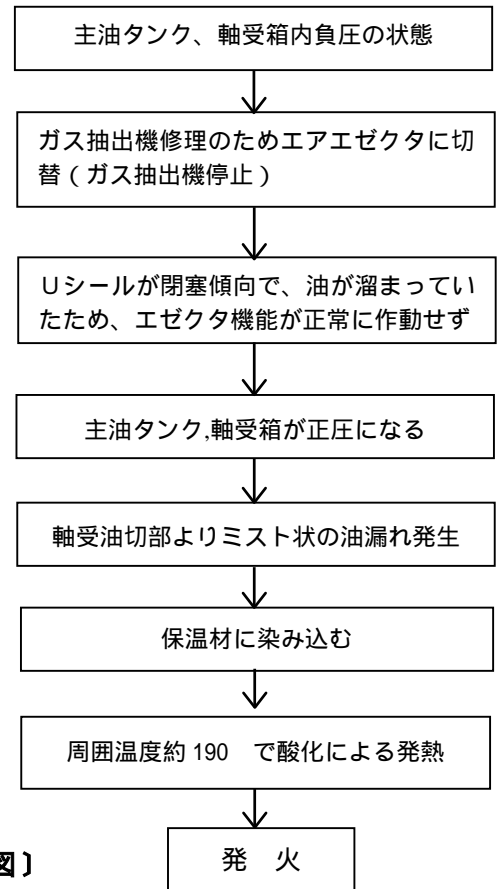 主油タンク、軸受箱内負圧の状態
ガス抽出機修理のためエアエゼクタに切
替（ガス抽出機停止）
Ｕシールが閉塞傾向で、油が溜まってい
たため、エゼクタ機能が正常に作動せず
主油タンク,軸受箱が正圧になる
軸受油切部よりミスト状の油漏れ発生
保温材に染み込む
周囲温度約 190　で酸化による発熱
発　火
図〕